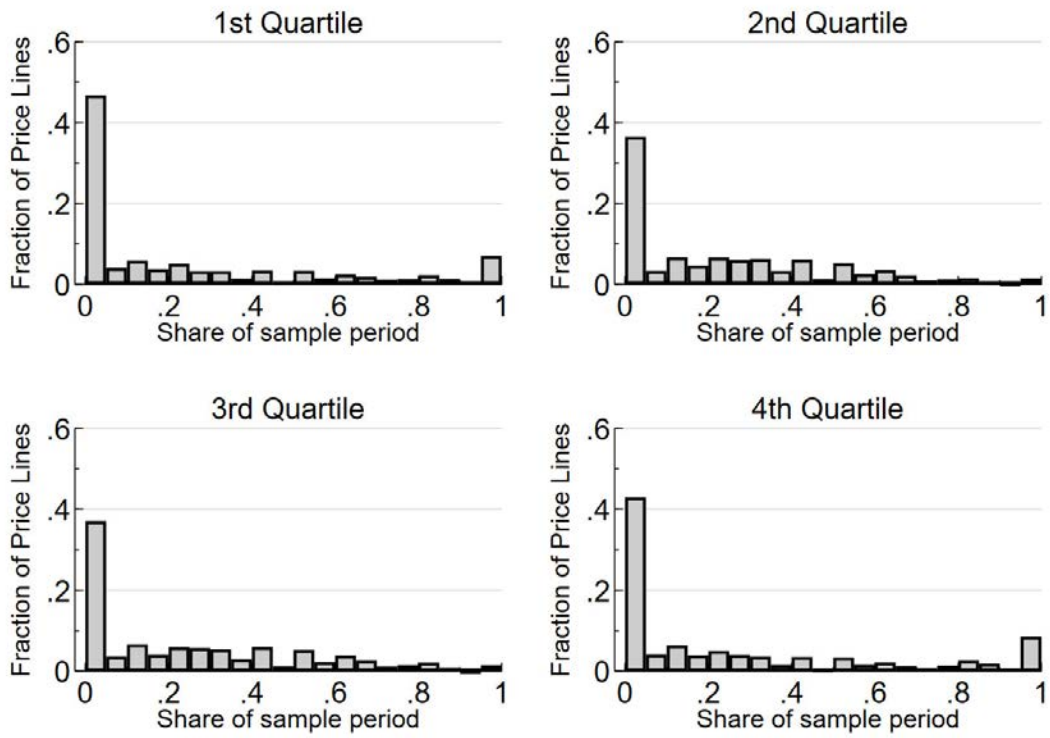 1st Quartile
Fraction of Price Lines
.6
.4
.2
0
0 .2 .4 .6 .8 1
Share of sample period
2nd Quartile
Fraction of Price Lines
.6
.4
.2
0
0 .2 .4 .6 .8 1
Share of sample period
3rd Quartile
Fraction of Price Lines
.6
.4
.2
0
0 .2 .4 .6 .8 1
Share of sample period
4th Quartile
Fraction of Price Lines
.6
.4
.2
0
0 .2 .4 .6 .8 1
Share of sample period